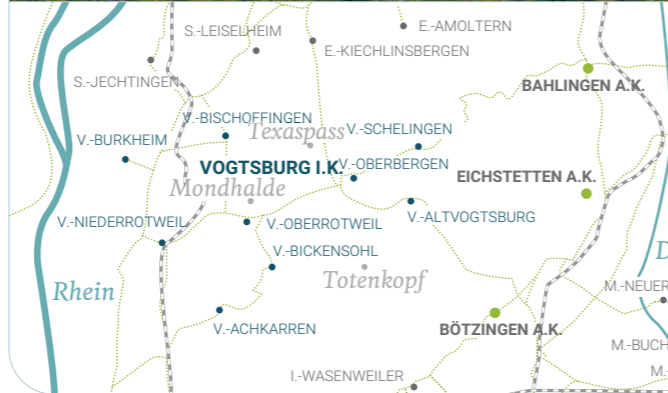 E.-AMOLTERN
S.-LEISELHEIM
E.-KIECHLINSBERGEN
S.-JECHTINGEN
BAHLINGEN A.K.
V.-BISCHOFFINGEN
Texaspass
V.-SCHELINGEN
V.-BURKHEIM
VOGTSBURG I.K.
V.-OBERBERGEN
EICHSTETTEN A.K.
Mondhalde
V.-NIEDERROTWEIL
V.-OBERROTWEIL
V.-ALTVOGTSBURG
V.-BICKENSOHL
D
Totenkopf
Rhein
M.-NEUER
V.-ACHKARREN
BÖTZINGEN A.K.
M.-BUCH
M.-
I.-WASENWEILER